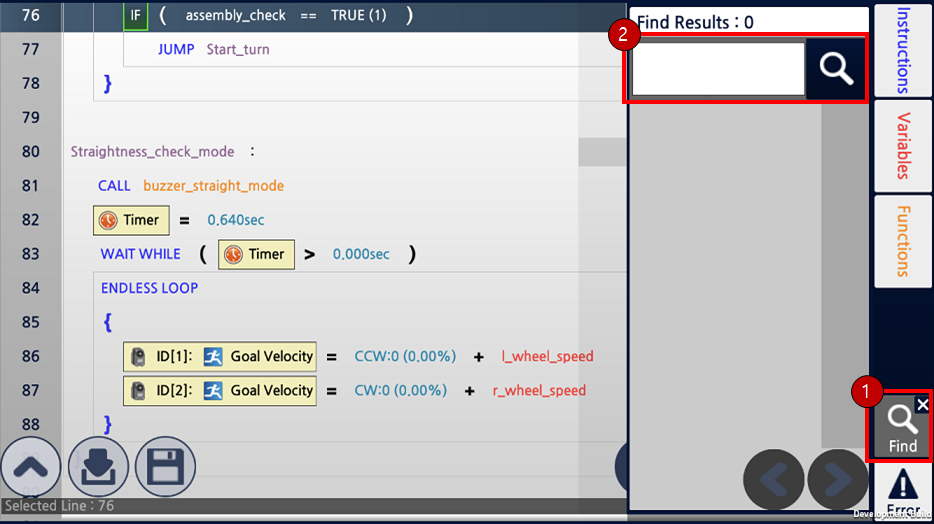 76 IF ( assembly_check == TRUE (1) )
77 JUMP Start_turn
78 }
79
80 Straightness_check_mode :
81 CALL buzzer_straight_mode
82 Timer = 0.640sec
83 WAIT WHILE ( Timer > 0.000sec )
84 ENDLESS LOOP
85 {
86 ID[1]: Goal Velocity = CCW:0 (0.00%) + l_wheel_speed
87 ID[2]: Goal Velocity = CW:0 (0.00%) + r_wheel_speed
88 }
Selected Line : 76
Find Results : 0
2
Instructions
Variables
Functions
1
Find
Error
Development Build